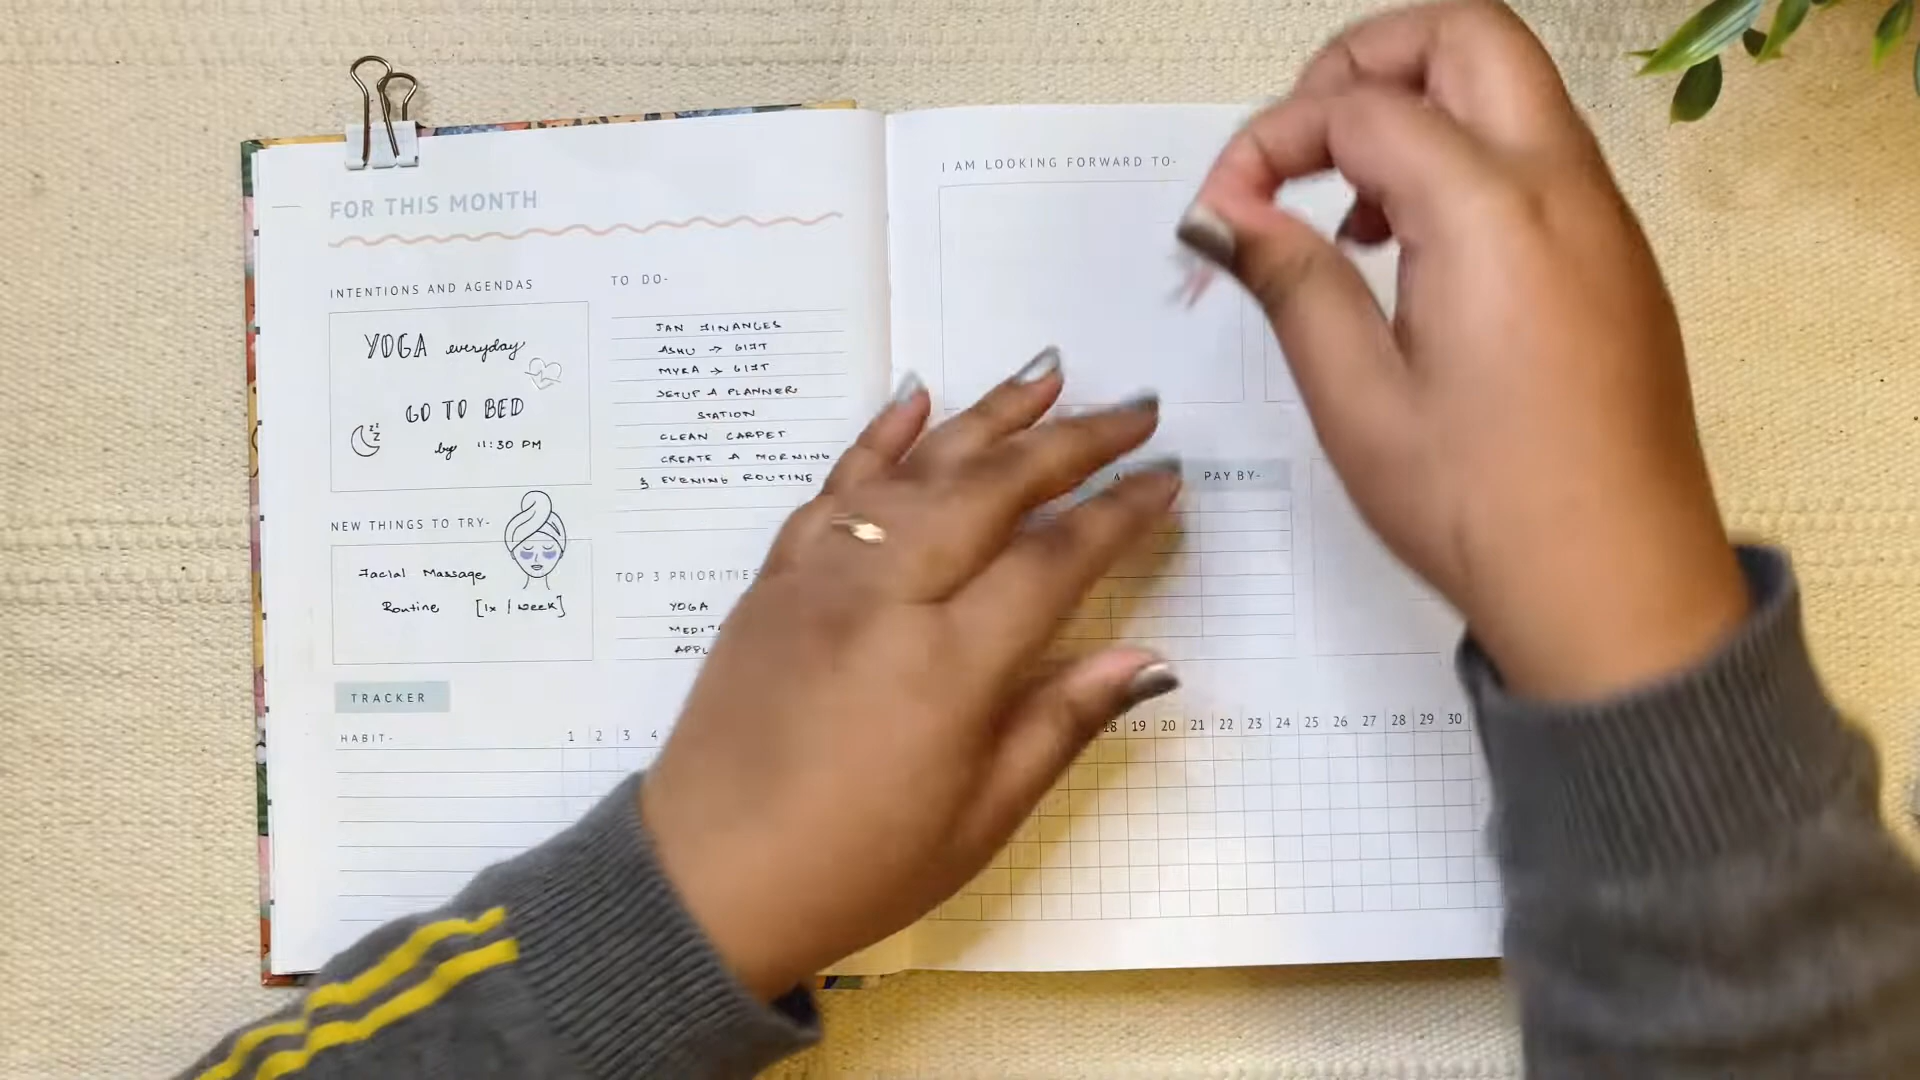 FOR THIS MONTH
INTENTIONS AND AGENDAS
YOGA everyday
GO TO BED
by 11:30 PM
zzz
NEW THINGS TO TRY-
Facial Massage
Routine [1x / week]
TO DO-
JAN FINANCES
ASHU → GIFT
MYRA → GIFT
SETUP A PLANNER
STATION
CLEAN CARPET
CREATE A MORNING
& EVENING ROUTINE
TOP 3 PRIORITIES
YOGA
TRACKER
HABIT-
1 2 3 4
I AM LOOKING FORWARD TO-
PAY BY-
18 19 20 21 22 23 24 25 26 27 28 29 30